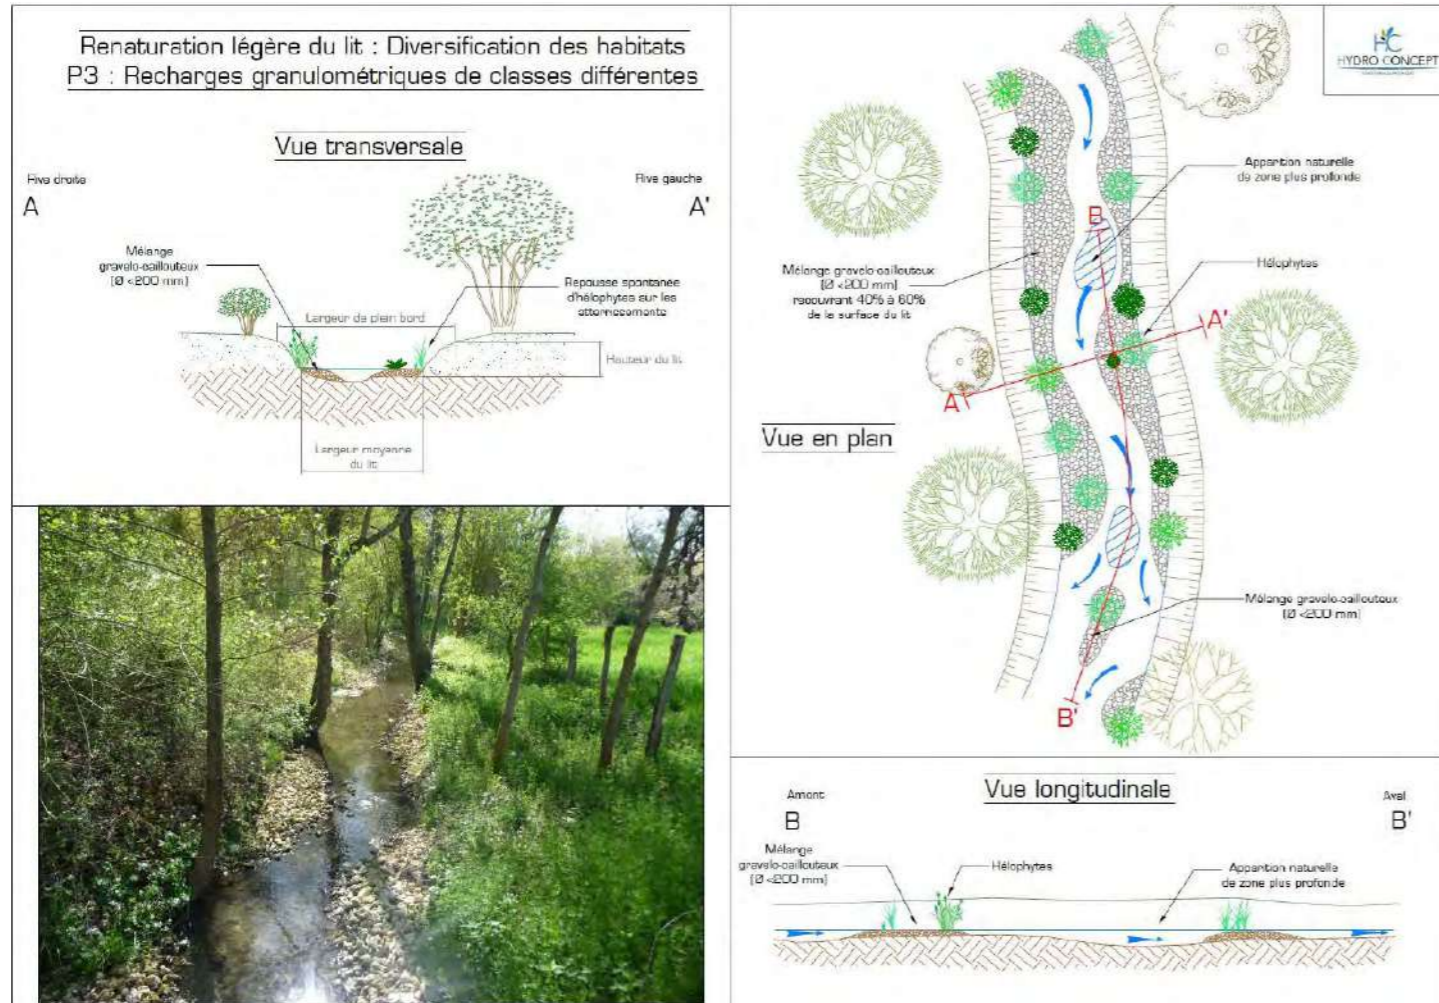 Renaturation légère du lit : Diversification des habitats
P3 : Recharges granulométriques de classes différentes
Vue transversale
Rive droite
A
Rive gauche
A'
Mélange
gravelo-caillouteux
(Ø <200 mm)
Largeur de plein bord
Repousse spontanée
d'hélophytes sur les
atterrissements
Hauteur du lit
Largeur moyenne
du lit
HC
HYDRO CONCEPT
Apparition naturelle
de zone plus profonde
B
Mélange gravelo-caillouteux
(Ø <200 mm)
recouvrant 40% à 60%
de la surface du lit
Hélophytes
A'
A
Vue en plan
Mélange gravelo-caillouteux
(Ø <200 mm)
B'
Vue longitudinale
Amont
B
Aval
B'
Mélange
gravelo-caillouteux
(Ø <200 mm)
Hélophytes
Apparition naturelle
de zone plus profonde